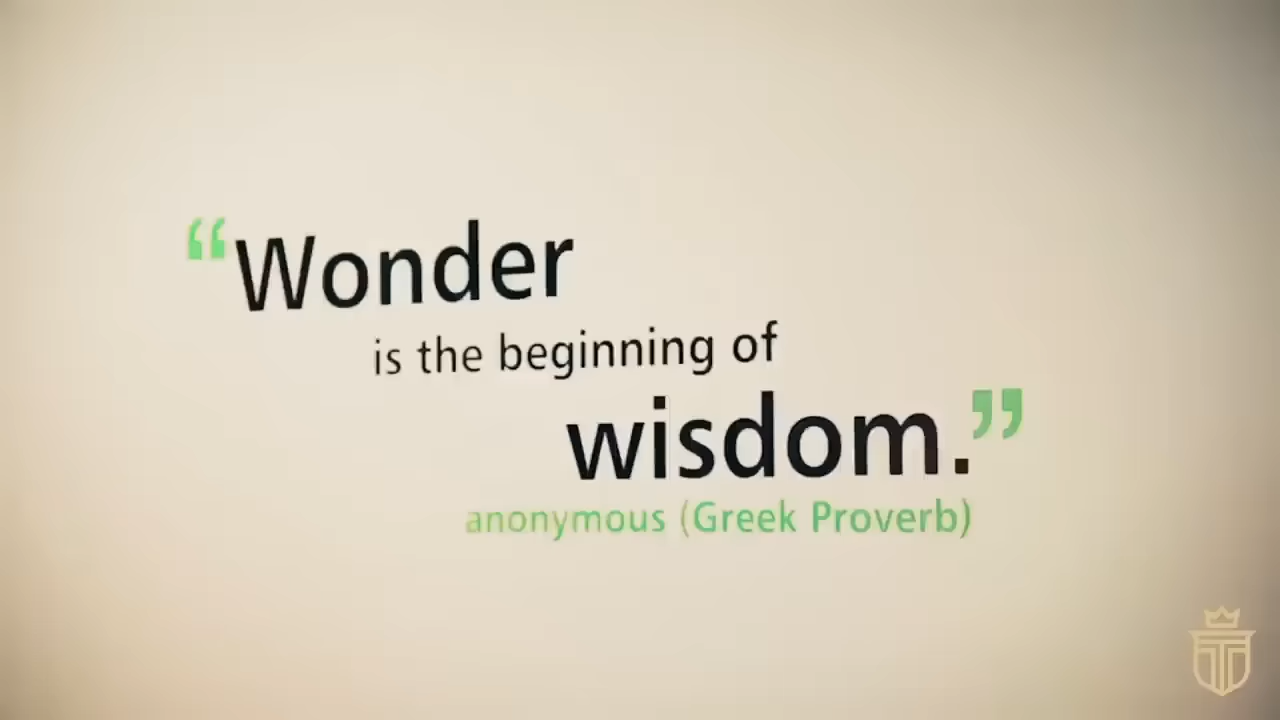 “Wonder
is the beginning of
wisdom.”
anonymous (Greek Proverb)